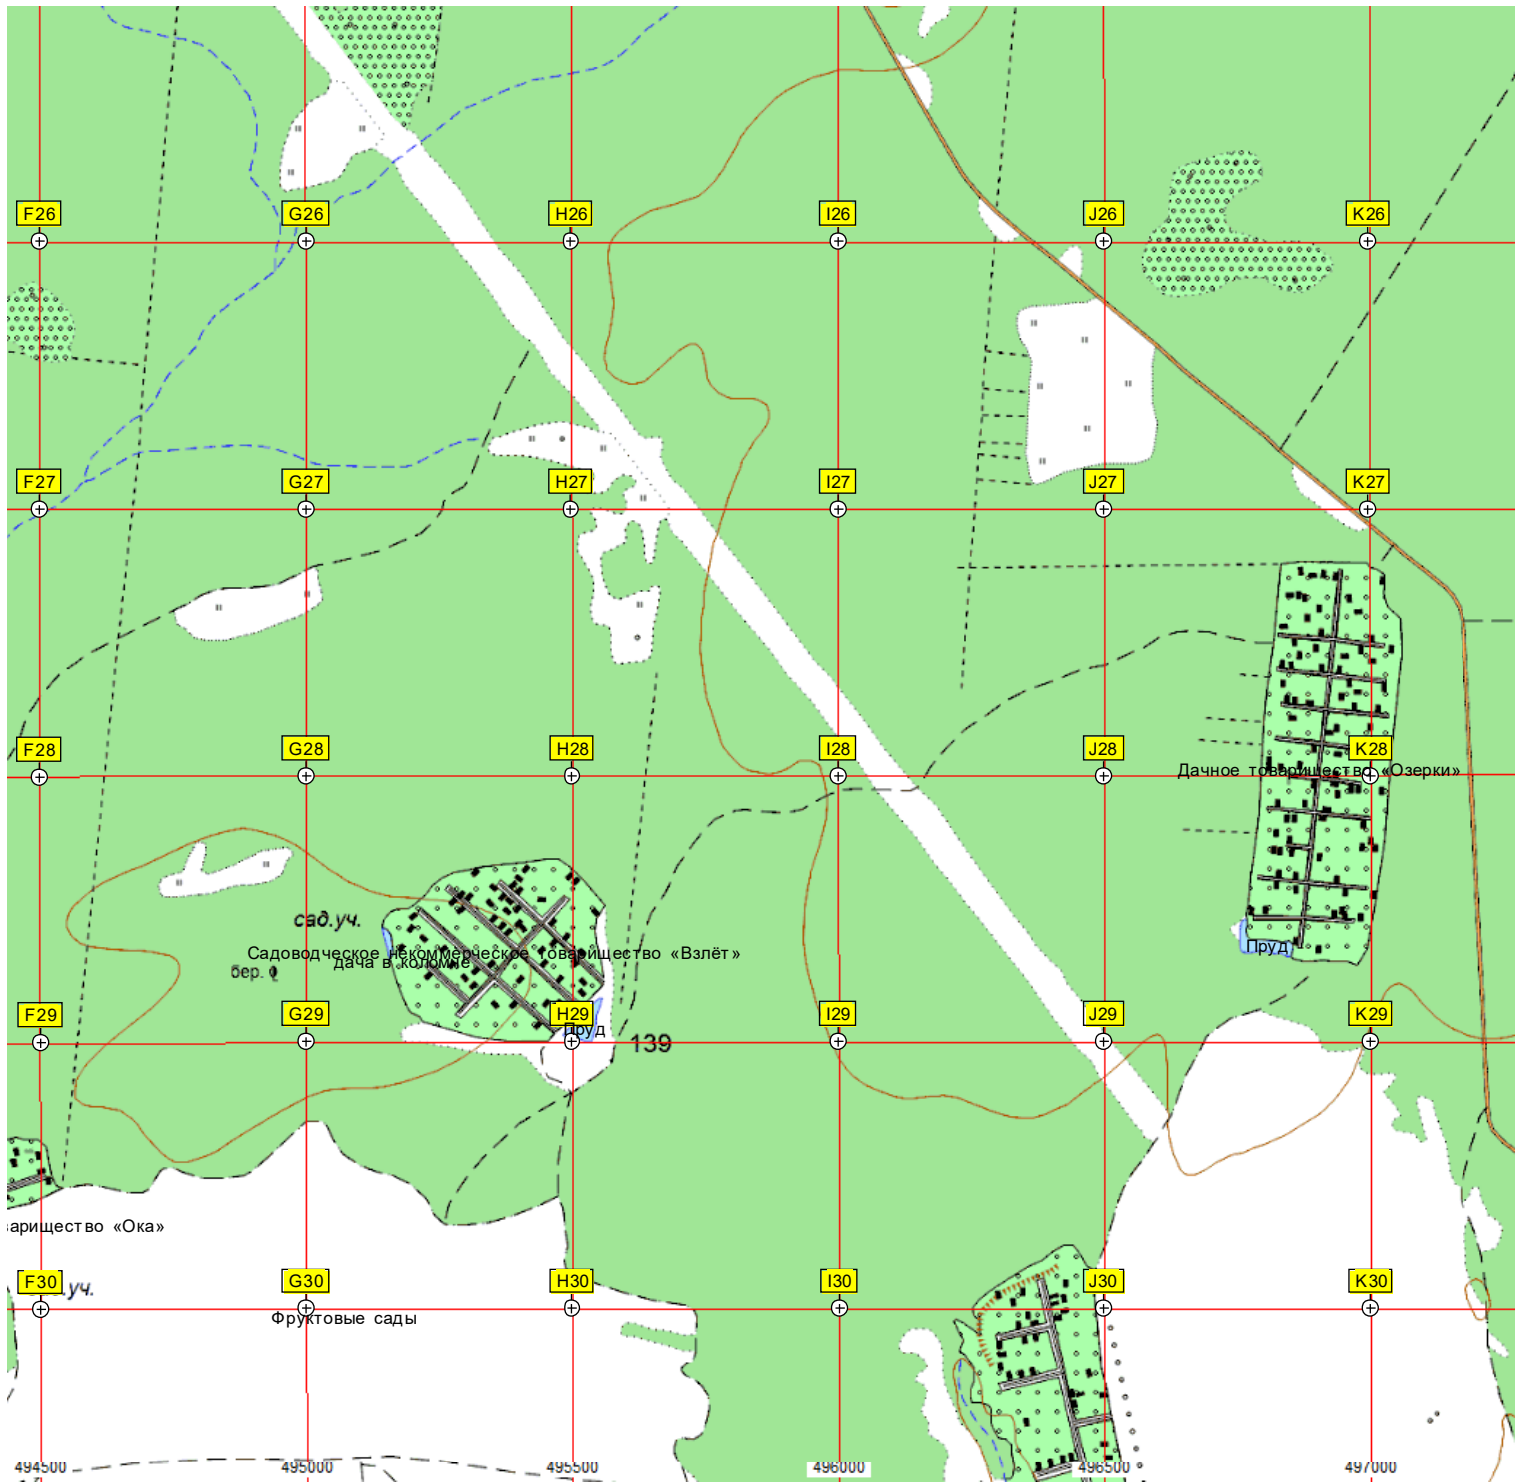 F26 G26 H26 I26 J26 K26
F27 G27 H27 I27 J27 K27
F28 G28 H28 I28 J28 K28
Дачное товарищество «Озерки»
сад.уч.
Садоводческое некоммерческое товарищество «Взлёт»
Пруд
дача в коломне
бер.
F29 G29 H29 I29 J29 K29
Пруд
139
варищество «Ока»
F30 G30 H30 I30 J30 K30
.уч.
Фруктовые сады
494500 495000 495500 496000 496500 497000